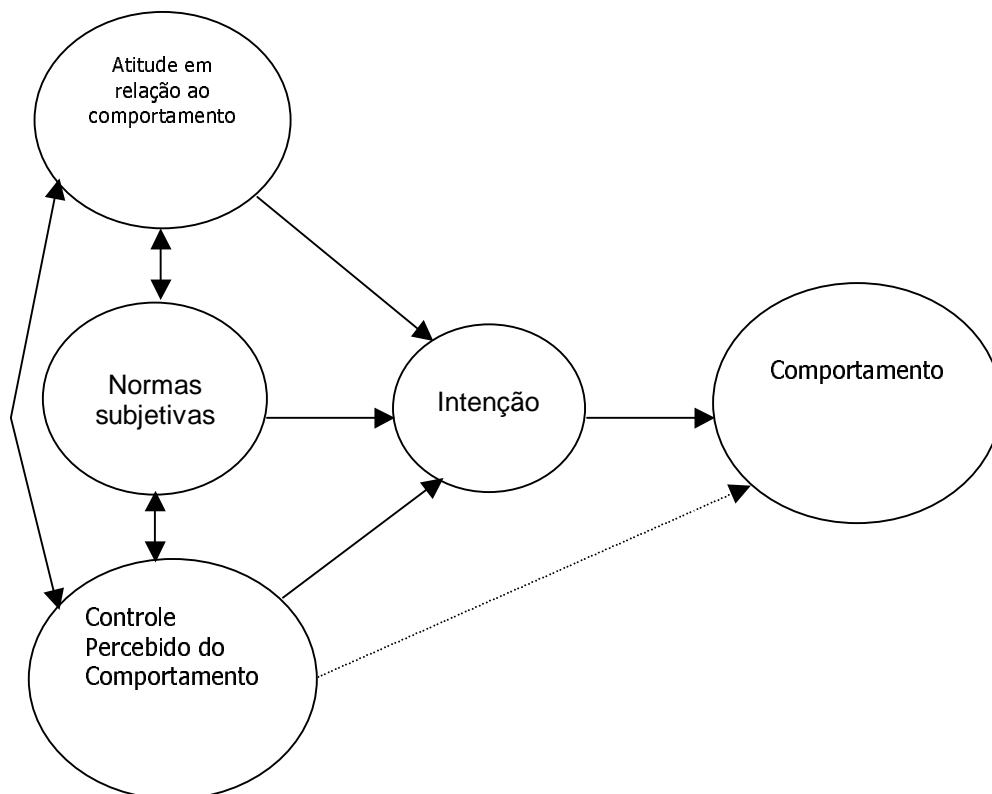 Atitude em
relação ao
comportamento
Normas
subjetivas
Intenção
Comportamento
Controle
Percebido do
Comportamento